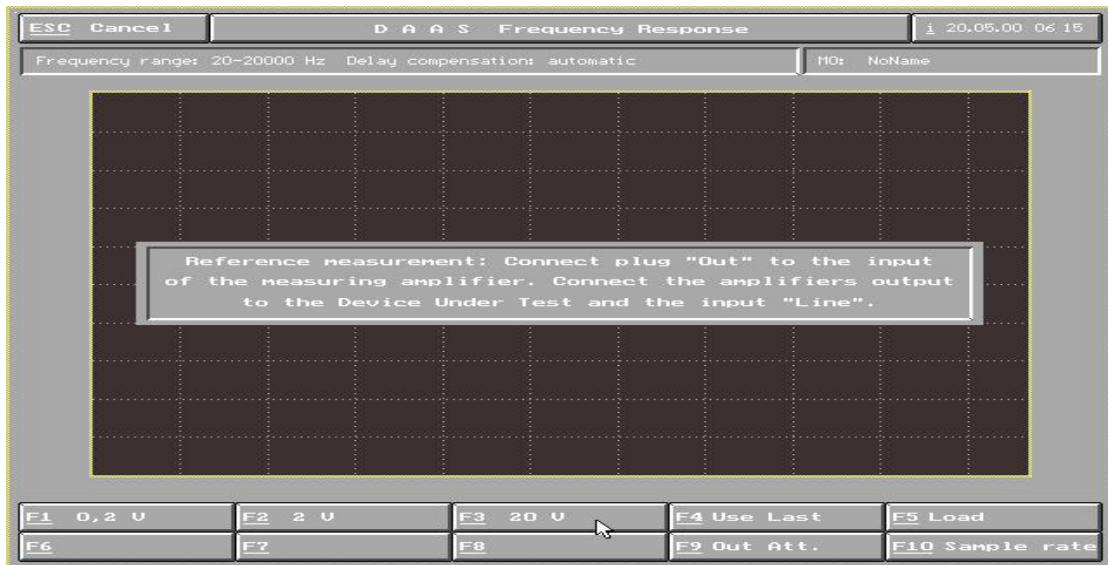 ESC Cancel
D A A S Frequency Response
i 20.05.00 06 15
Frequency range: 20-20000 Hz Delay compensation: automatic
M0: NoName
Reference measurement: Connect plug "Out" to the input
of the measuring amplifier. Connect the amplifiers output
to the Device Under Test and the input "Line".
F1 0,2 V
F2 2 V
F3 20 V
F4 Use Last
F5 Load
F6
F7
F8
F9 Out Att.
F10 Sample rate